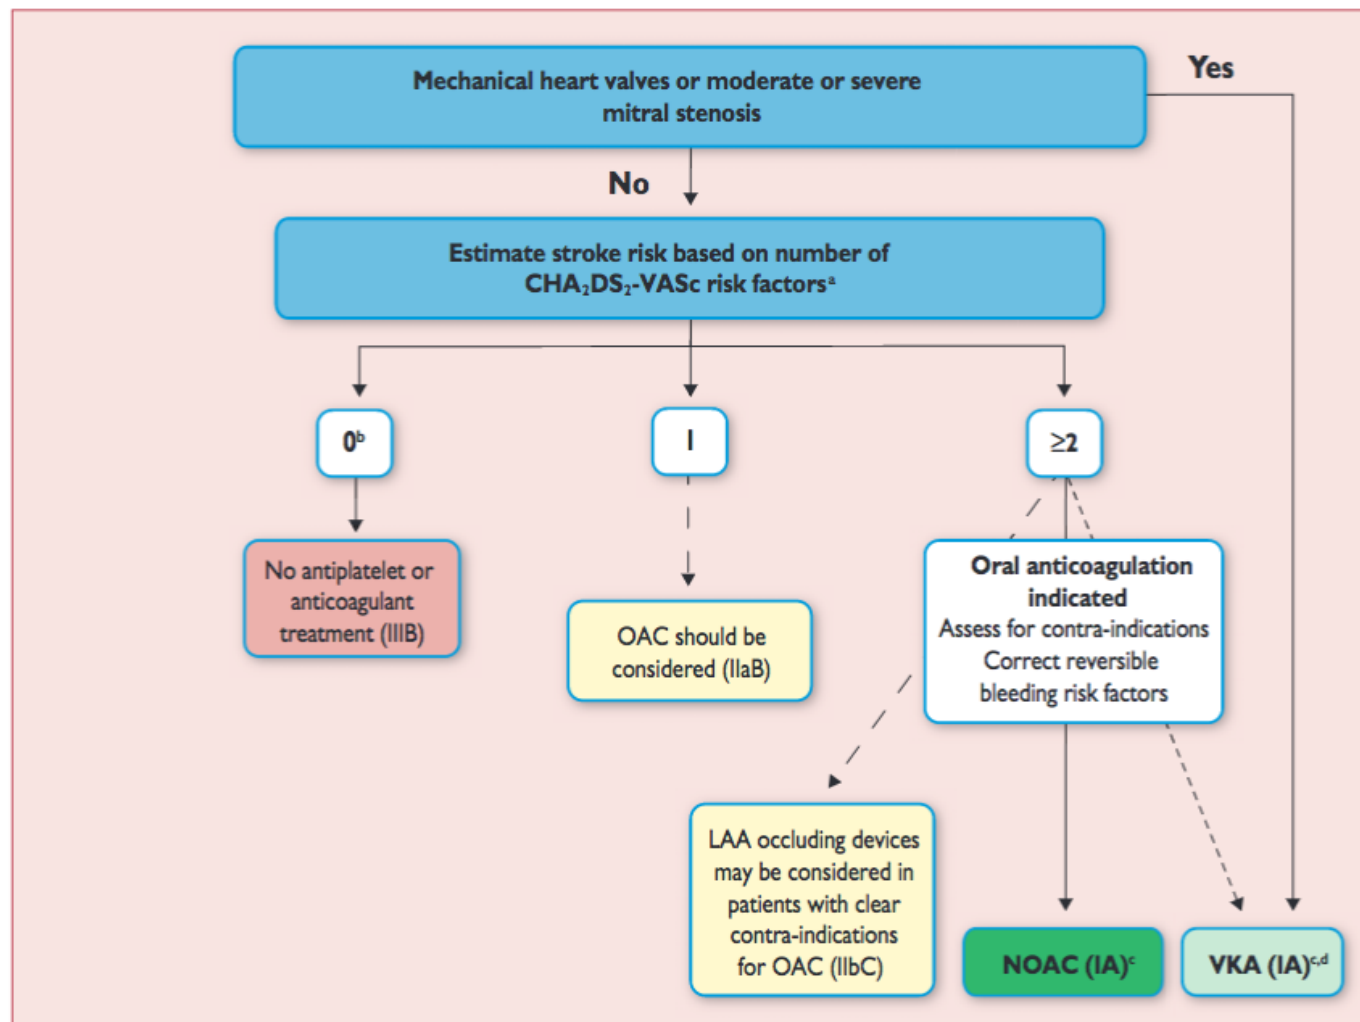 Mechanical heart valves or moderate or severe
mitral stenosis
Yes
No
Estimate stroke risk based on number of
CHA₂DS₂-VASc risk factorsᵃ
0ᵇ
1
≥2
No antiplatelet or
anticoagulant
treatment (IIIB)
OAC should be
considered (IIaB)
Oral anticoagulation
indicated
Assess for contra-indications
Correct reversible
bleeding risk factors
LAA occluding devices
may be considered in
patients with clear
contra-indications
for OAC (IIbC)
NOAC (IA)ᶜ
VKA (IA)ᶜ,ᵈ